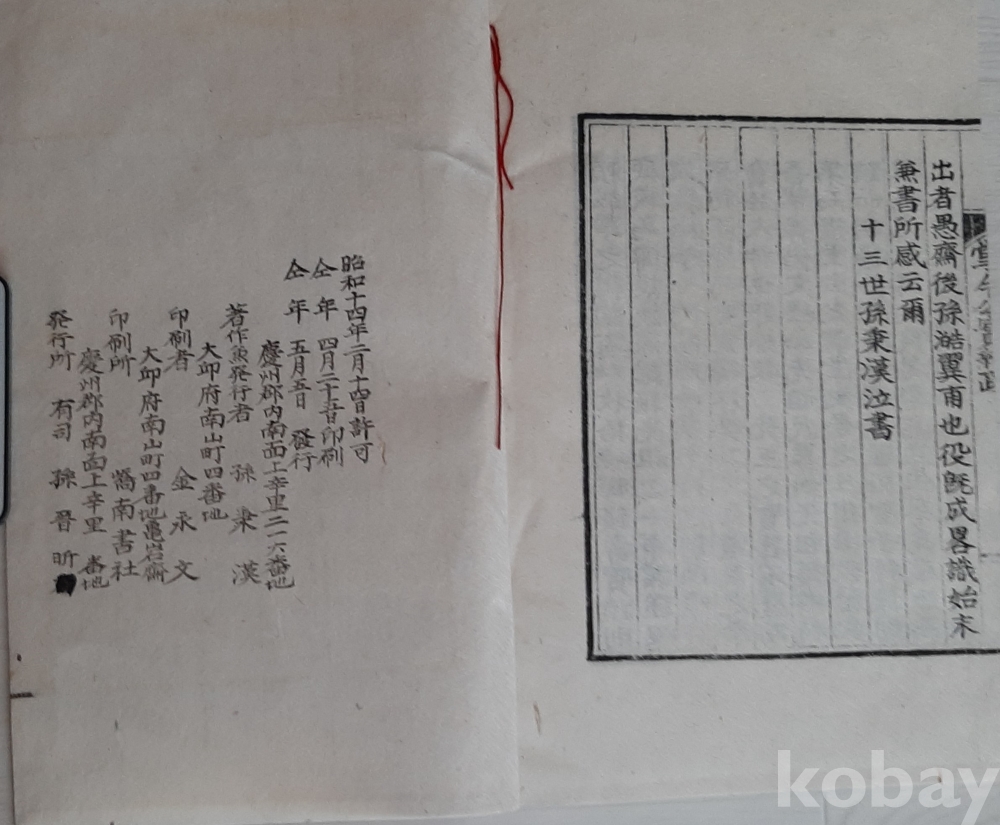 出者愚齋後孫澔翼甫也役旣成畧識始末
兼書所感云爾
十三世孫秉漢泣書
昭和十四年二月十四日許可
仝年 四月二十五日印刷
仝年 五月五日 發行
慶州郡內南面上辛里二一六番地
著作兼發行者 孫秉漢
大邱府南山町四番地
印刷者 金永文
大邱府南山町四番地龜岩齋
印刷所 嶠南書社
慶州郡內南面上辛里 番地
發行所 有司 孫晉昕
kobay